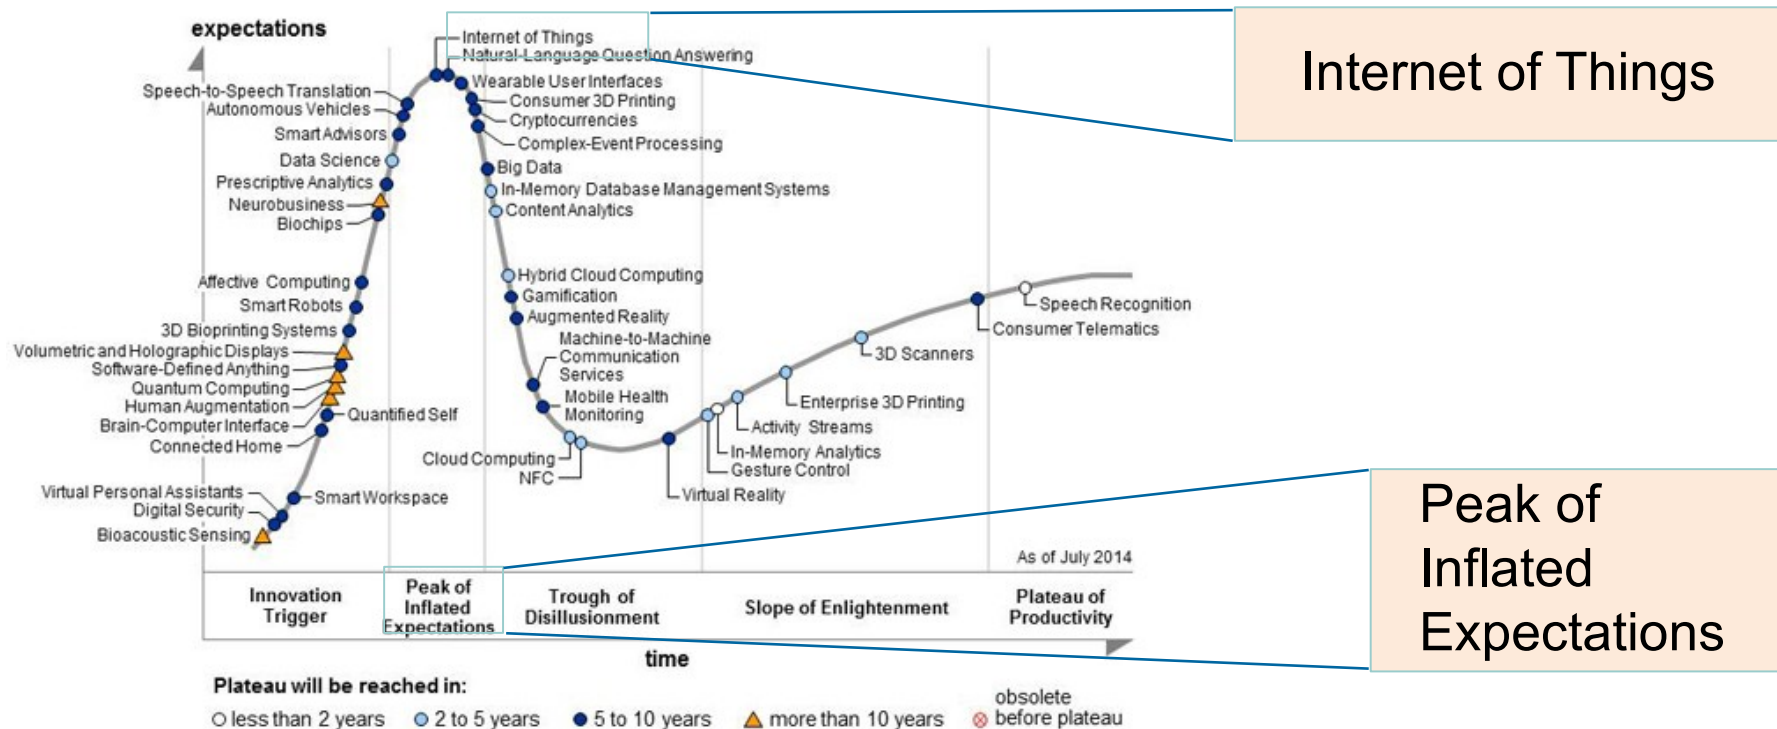 expectations
Internet of Things
Natural-Language Question Answering
Wearable User Interfaces
Consumer 3D Printing
Cryptocurrencies
Complex-Event Processing
Big Data
In-Memory Database Management Systems
Content Analytics
Hybrid Cloud Computing
Gamification
Augmented Reality
Machine-to-Machine
Communication
Services
Mobile Health
Monitoring
Speech-to-Speech Translation
Autonomous Vehicles
Smart Advisors
Data Science
Prescriptive Analytics
Neurobusiness
Biochips
Affective Computing
Smart Robots
3D Bioprinting Systems
Volumetric and Holographic Displays
Software-Defined Anything
Quantum Computing
Human Augmentation
Brain-Computer Interface
Connected Home
Quantified Self
Virtual Personal Assistants
Digital Security
Bioacoustic Sensing
Smart Workspace
Cloud Computing
NFC
Virtual Reality
Gesture Control
In-Memory Analytics
Activity Streams
Enterprise 3D Printing
3D Scanners
Consumer Telematics
Speech Recognition
As of July 2014
Innovation
Trigger
Peak of
Inflated
Expectations
Trough of
Disillusionment
Slope of Enlightenment
Plateau of
Productivity
time
Plateau will be reached in:
less than 2 years
2 to 5 years
5 to 10 years
more than 10 years
obsolete
before plateau
Internet of Things
Peak of
Inflated
Expectations